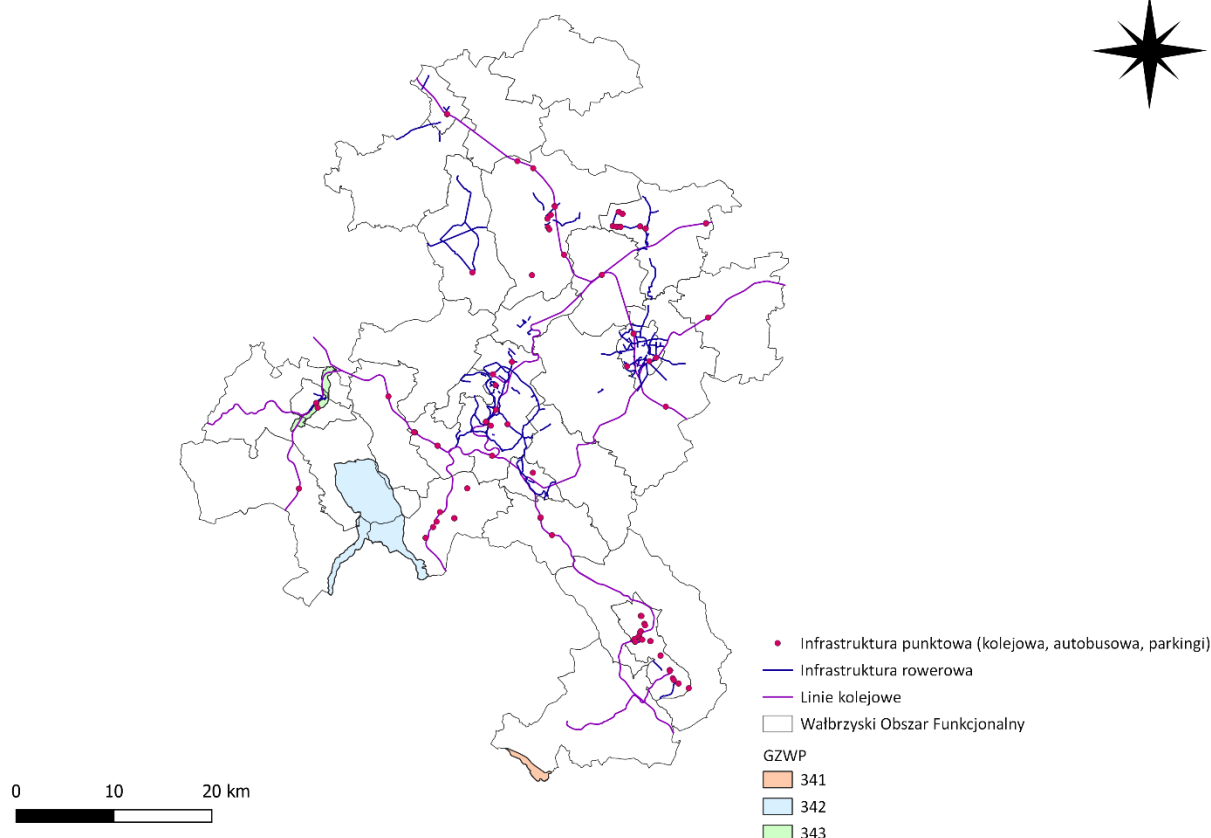 Infrastruktura punktowa (kolejowa, autobusowa, parkingi)
Infrastruktura rowerowa
Linie kolejowe
Wałbrzyski Obszar Funkcjonalny
GZWP
341
342
343
0 10 20 km